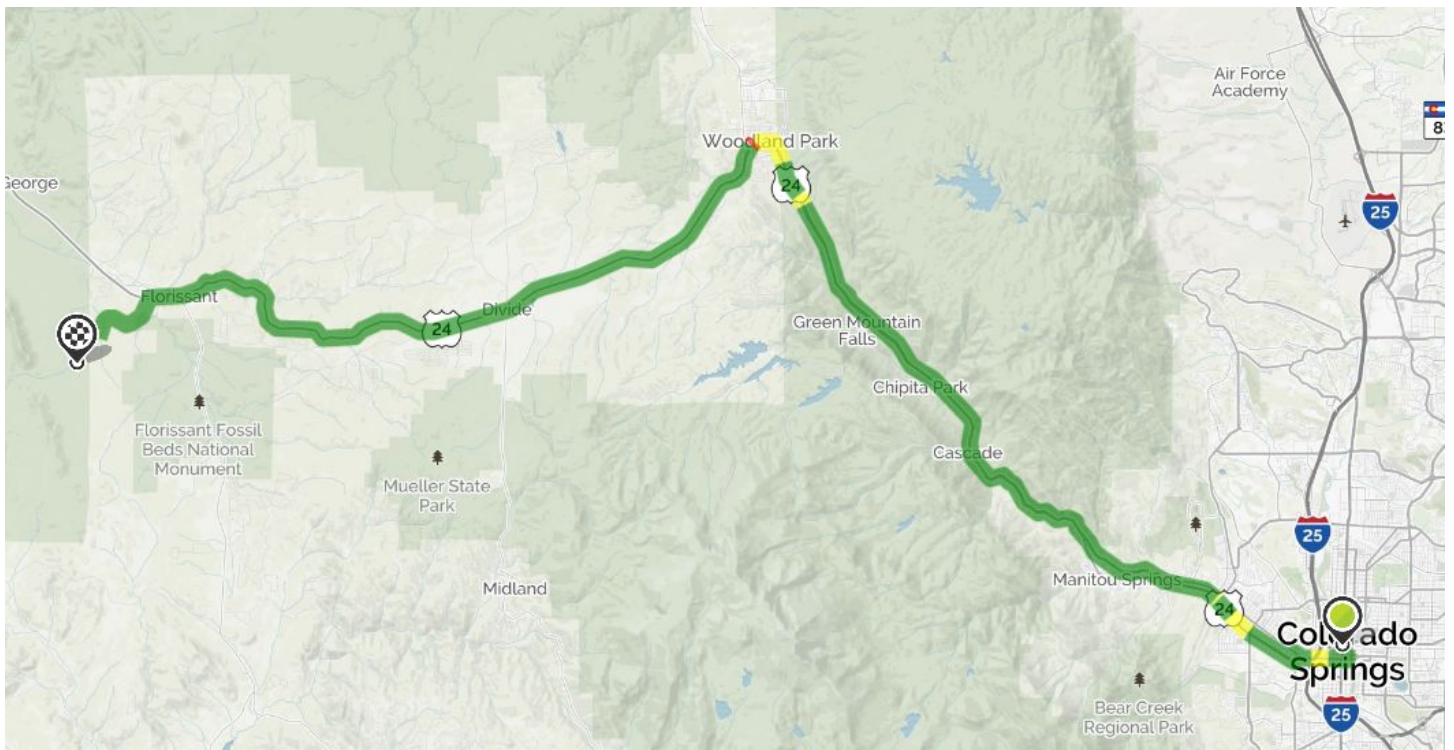 Air Force
Academy
8
Woodland Park
24
George
25
Florissant
Divide
24
Green Mountain
Falls
Chipita Park
Florissant Fossil
Beds National
Monument
Cascade
Mueller State
Park
25
Midland
Manitou Springs
24
Colorado
Springs
Bear Creek
Regional Park
25